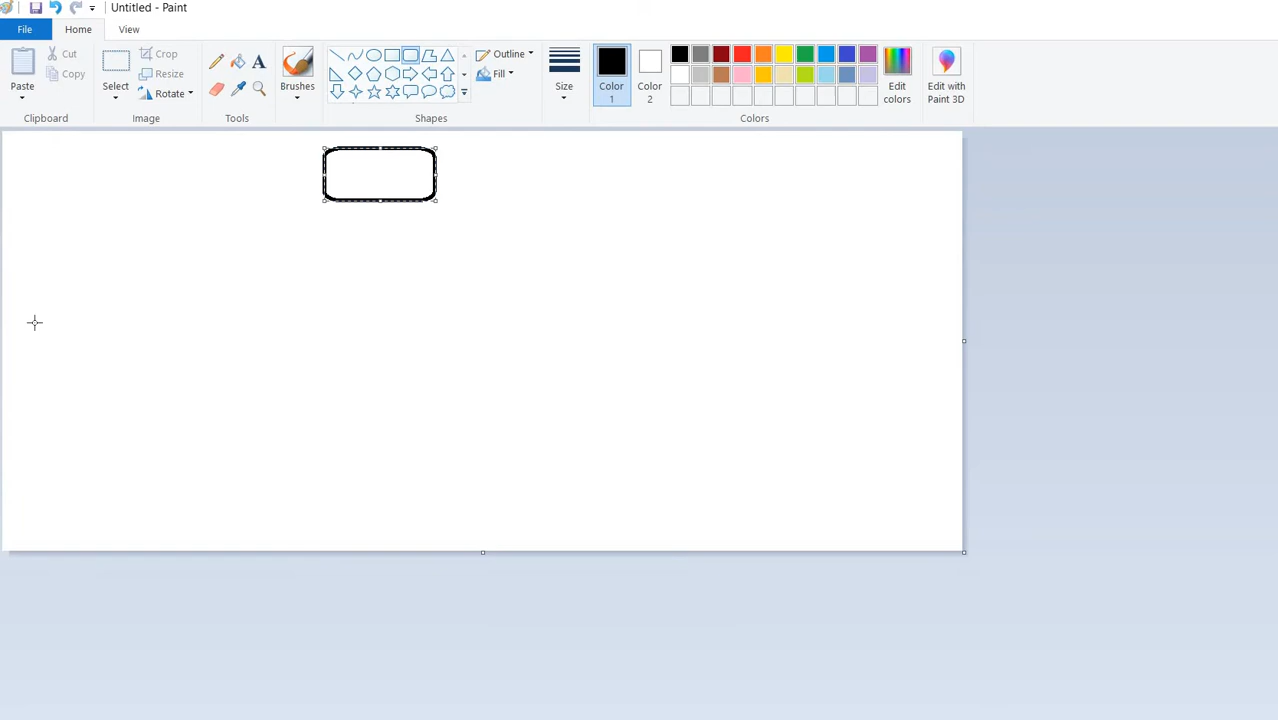 Untitled - Paint
File Home View
Paste
Cut
Copy
Clipboard
Select
Crop
Resize
Rotate
Image
A
Tools
Brushes
Shapes
Outline
Fill
Size
Color 1
Color 2
Colors
Edit colors
Edit with Paint 3D